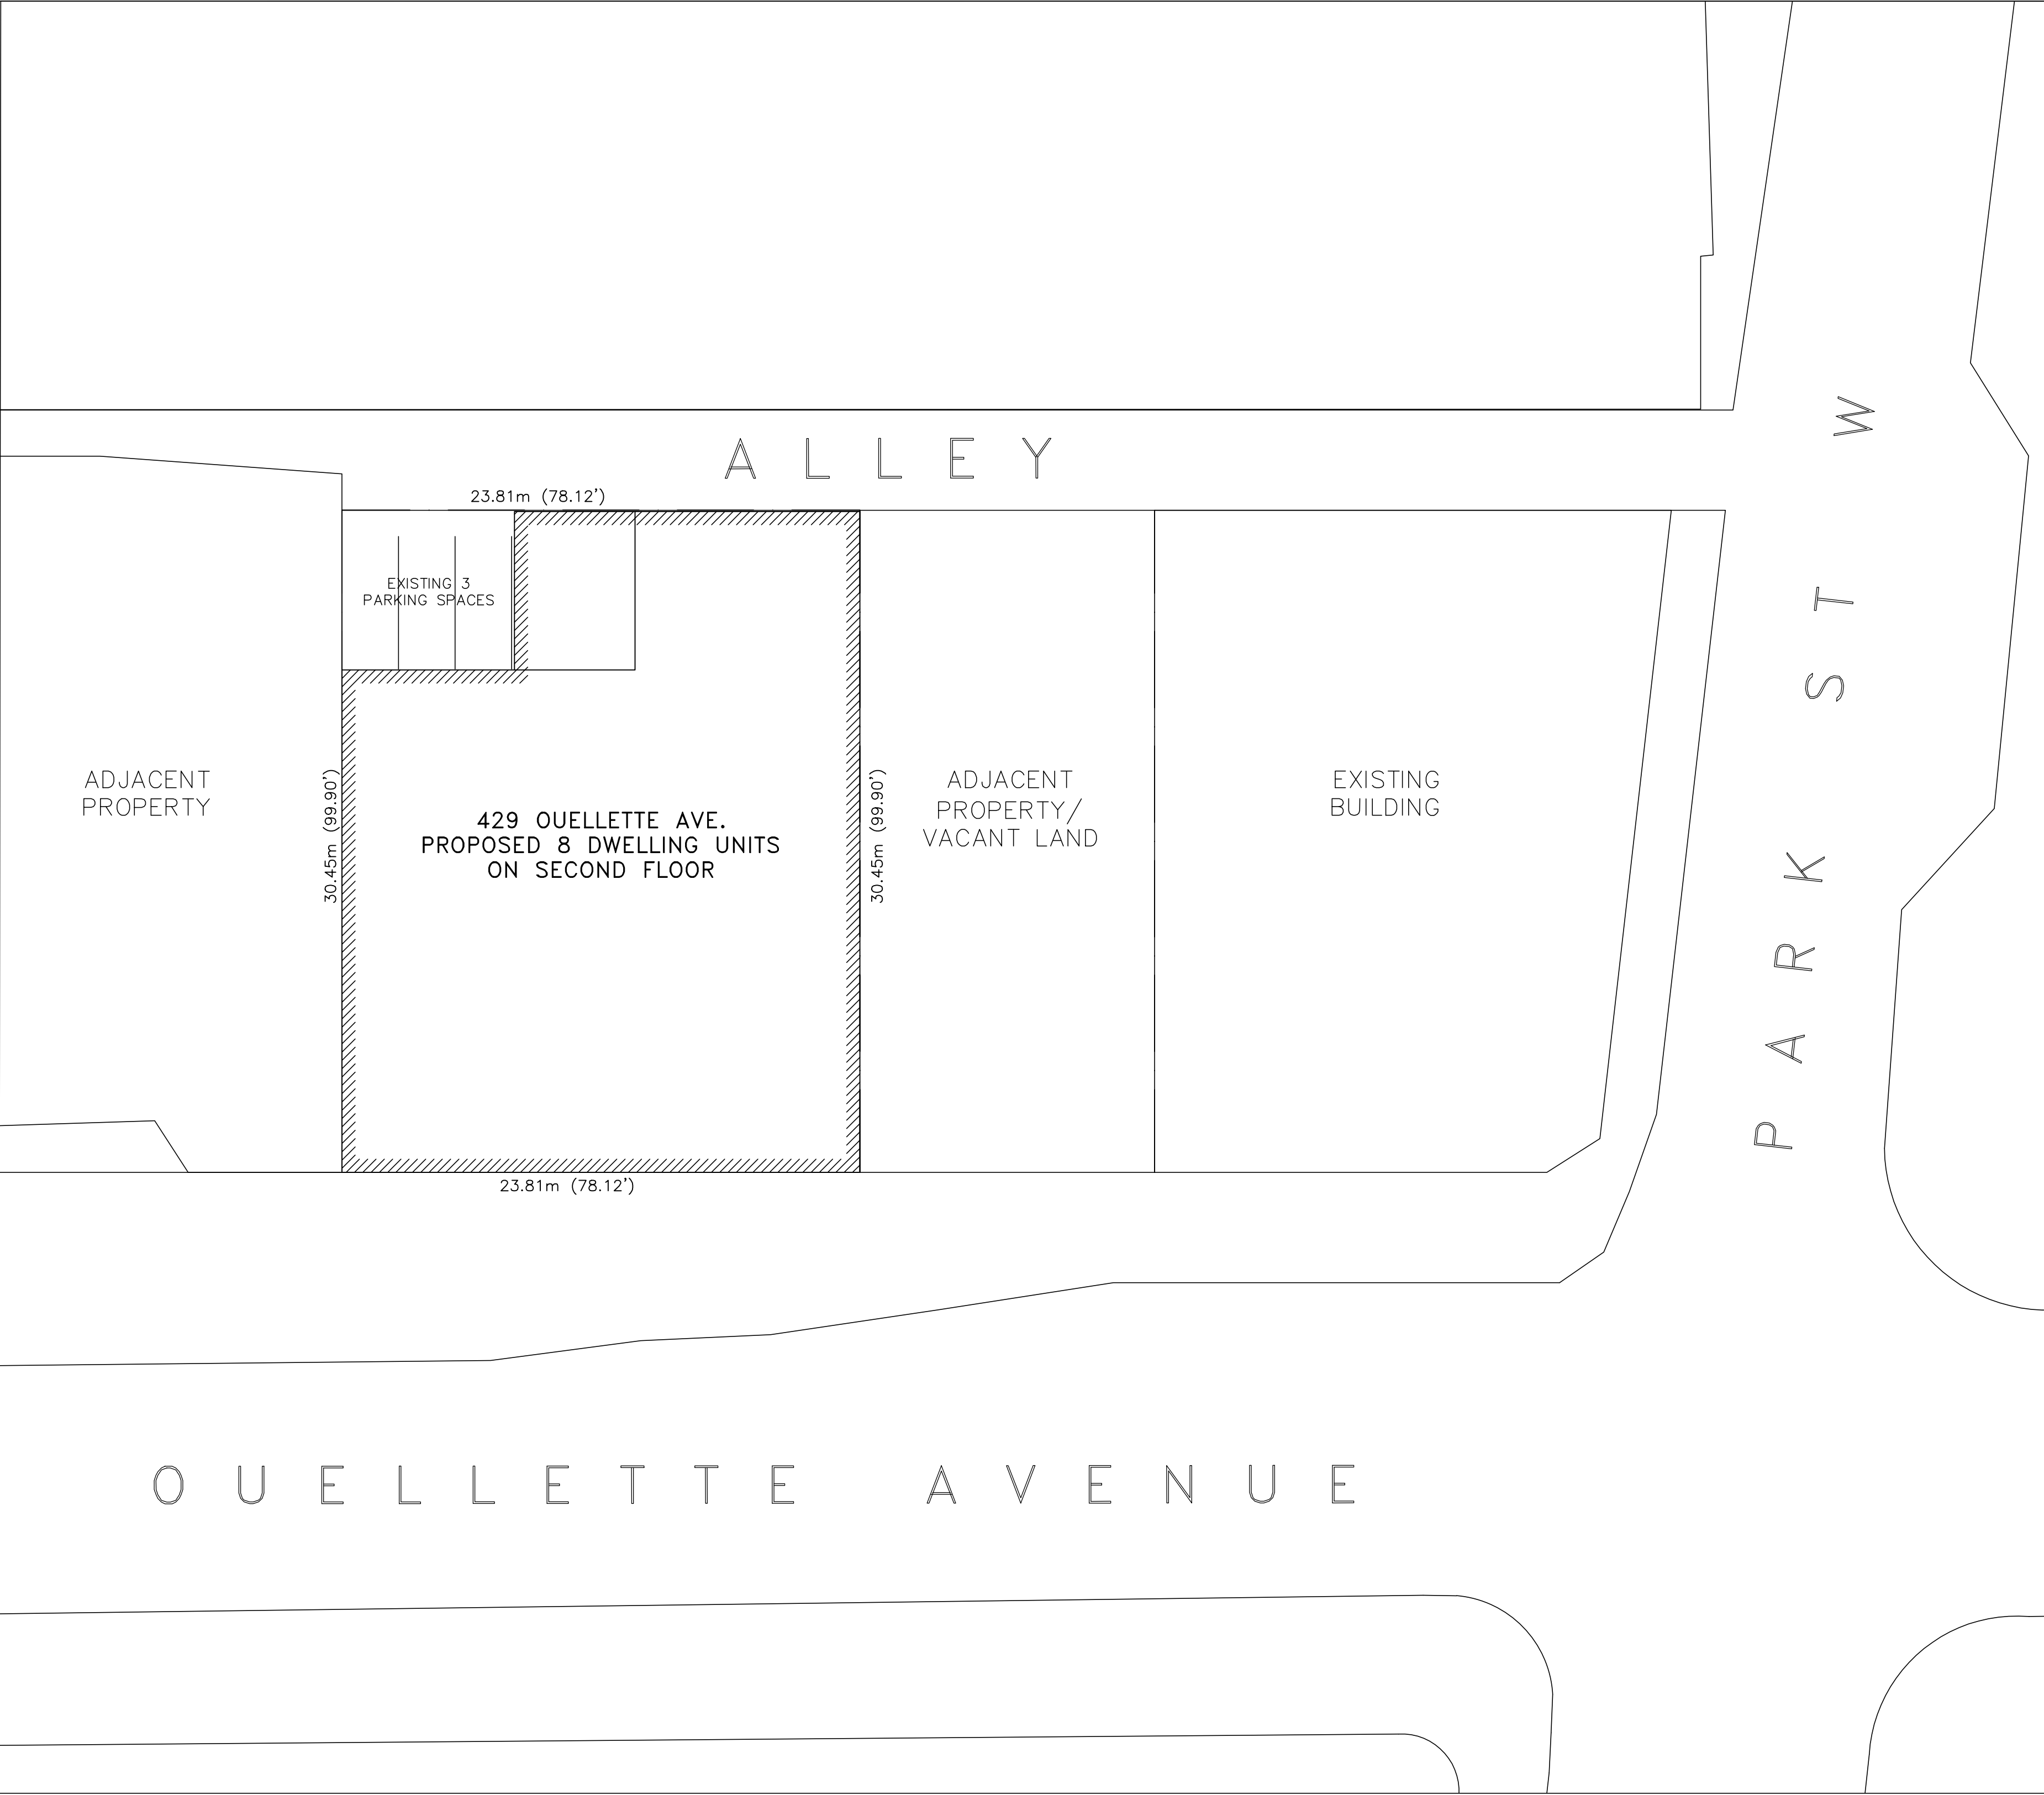 ALLEY
23.81m (78.12')
EXISTING 3
PARKING SPACES
ADJACENT
PROPERTY
30.45m (99.90')
429 OUELLETTE AVE.
PROPOSED 8 DWELLING UNITS
ON SECOND FLOOR
30.45m (99.90')
ADJACENT
PROPERTY/
VACANT LAND
EXISTING
BUILDING
PARK ST W
23.81m (78.12')
OUELLETTE AVENUE